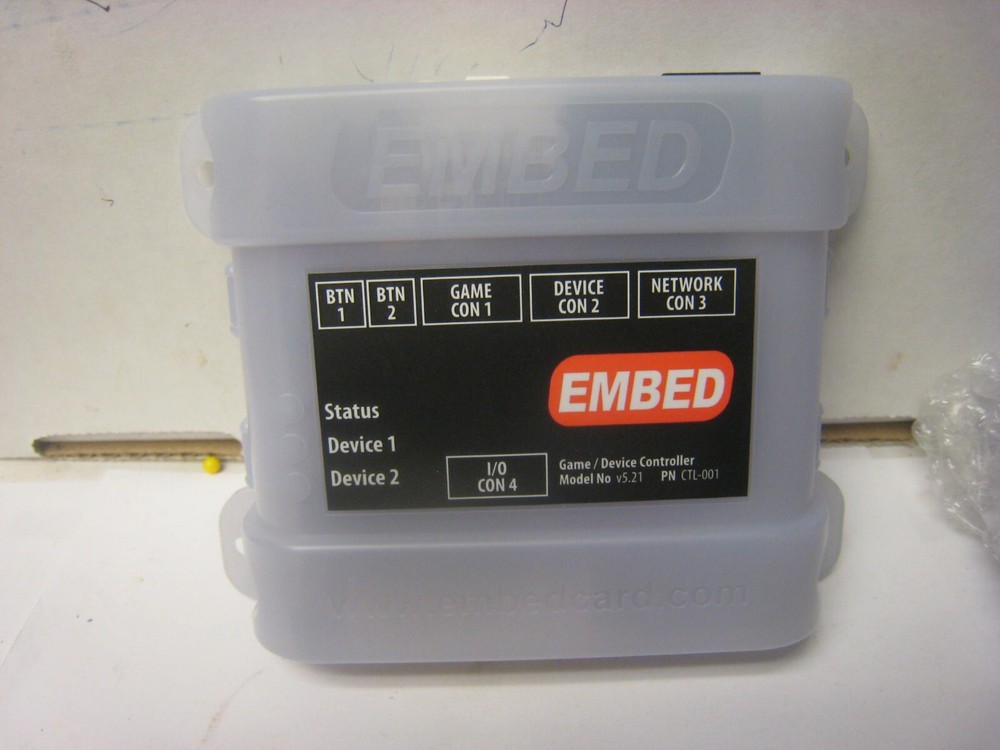 EMBED
BTN 1
BTN 2
GAME CON 1
DEVICE CON 2
NETWORK CON 3
EMBED
Status
Device 1
Device 2
I/O CON 4
Game / Device Controller
Model No v5.21 PN CTL-001
www.embedcard.com